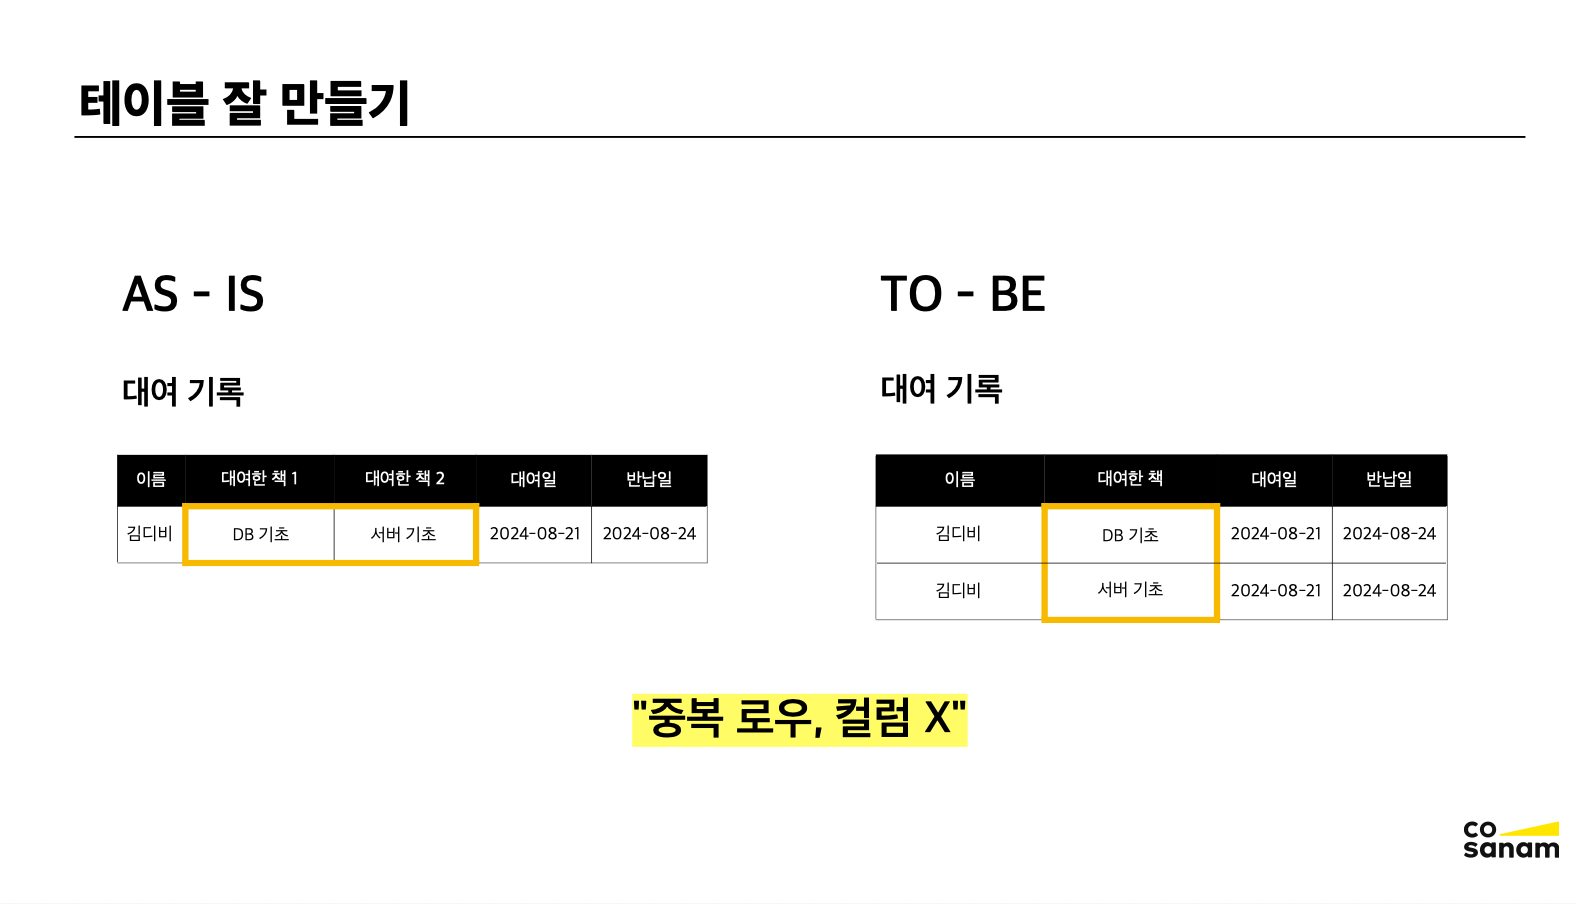 테이블 잘 만들기
AS - IS
대여 기록
이름 대여한 책 1 대여한 책 2 대여일 반납일
김디비 DB 기초 서버 기초 2024-08-21 2024-08-24
TO - BE
대여 기록
이름 대여한 책 대여일 반납일
김디비 DB 기초 2024-08-21 2024-08-24
김디비 서버 기초 2024-08-21 2024-08-24
"중복 로우, 컬럼 X"
co
sanam